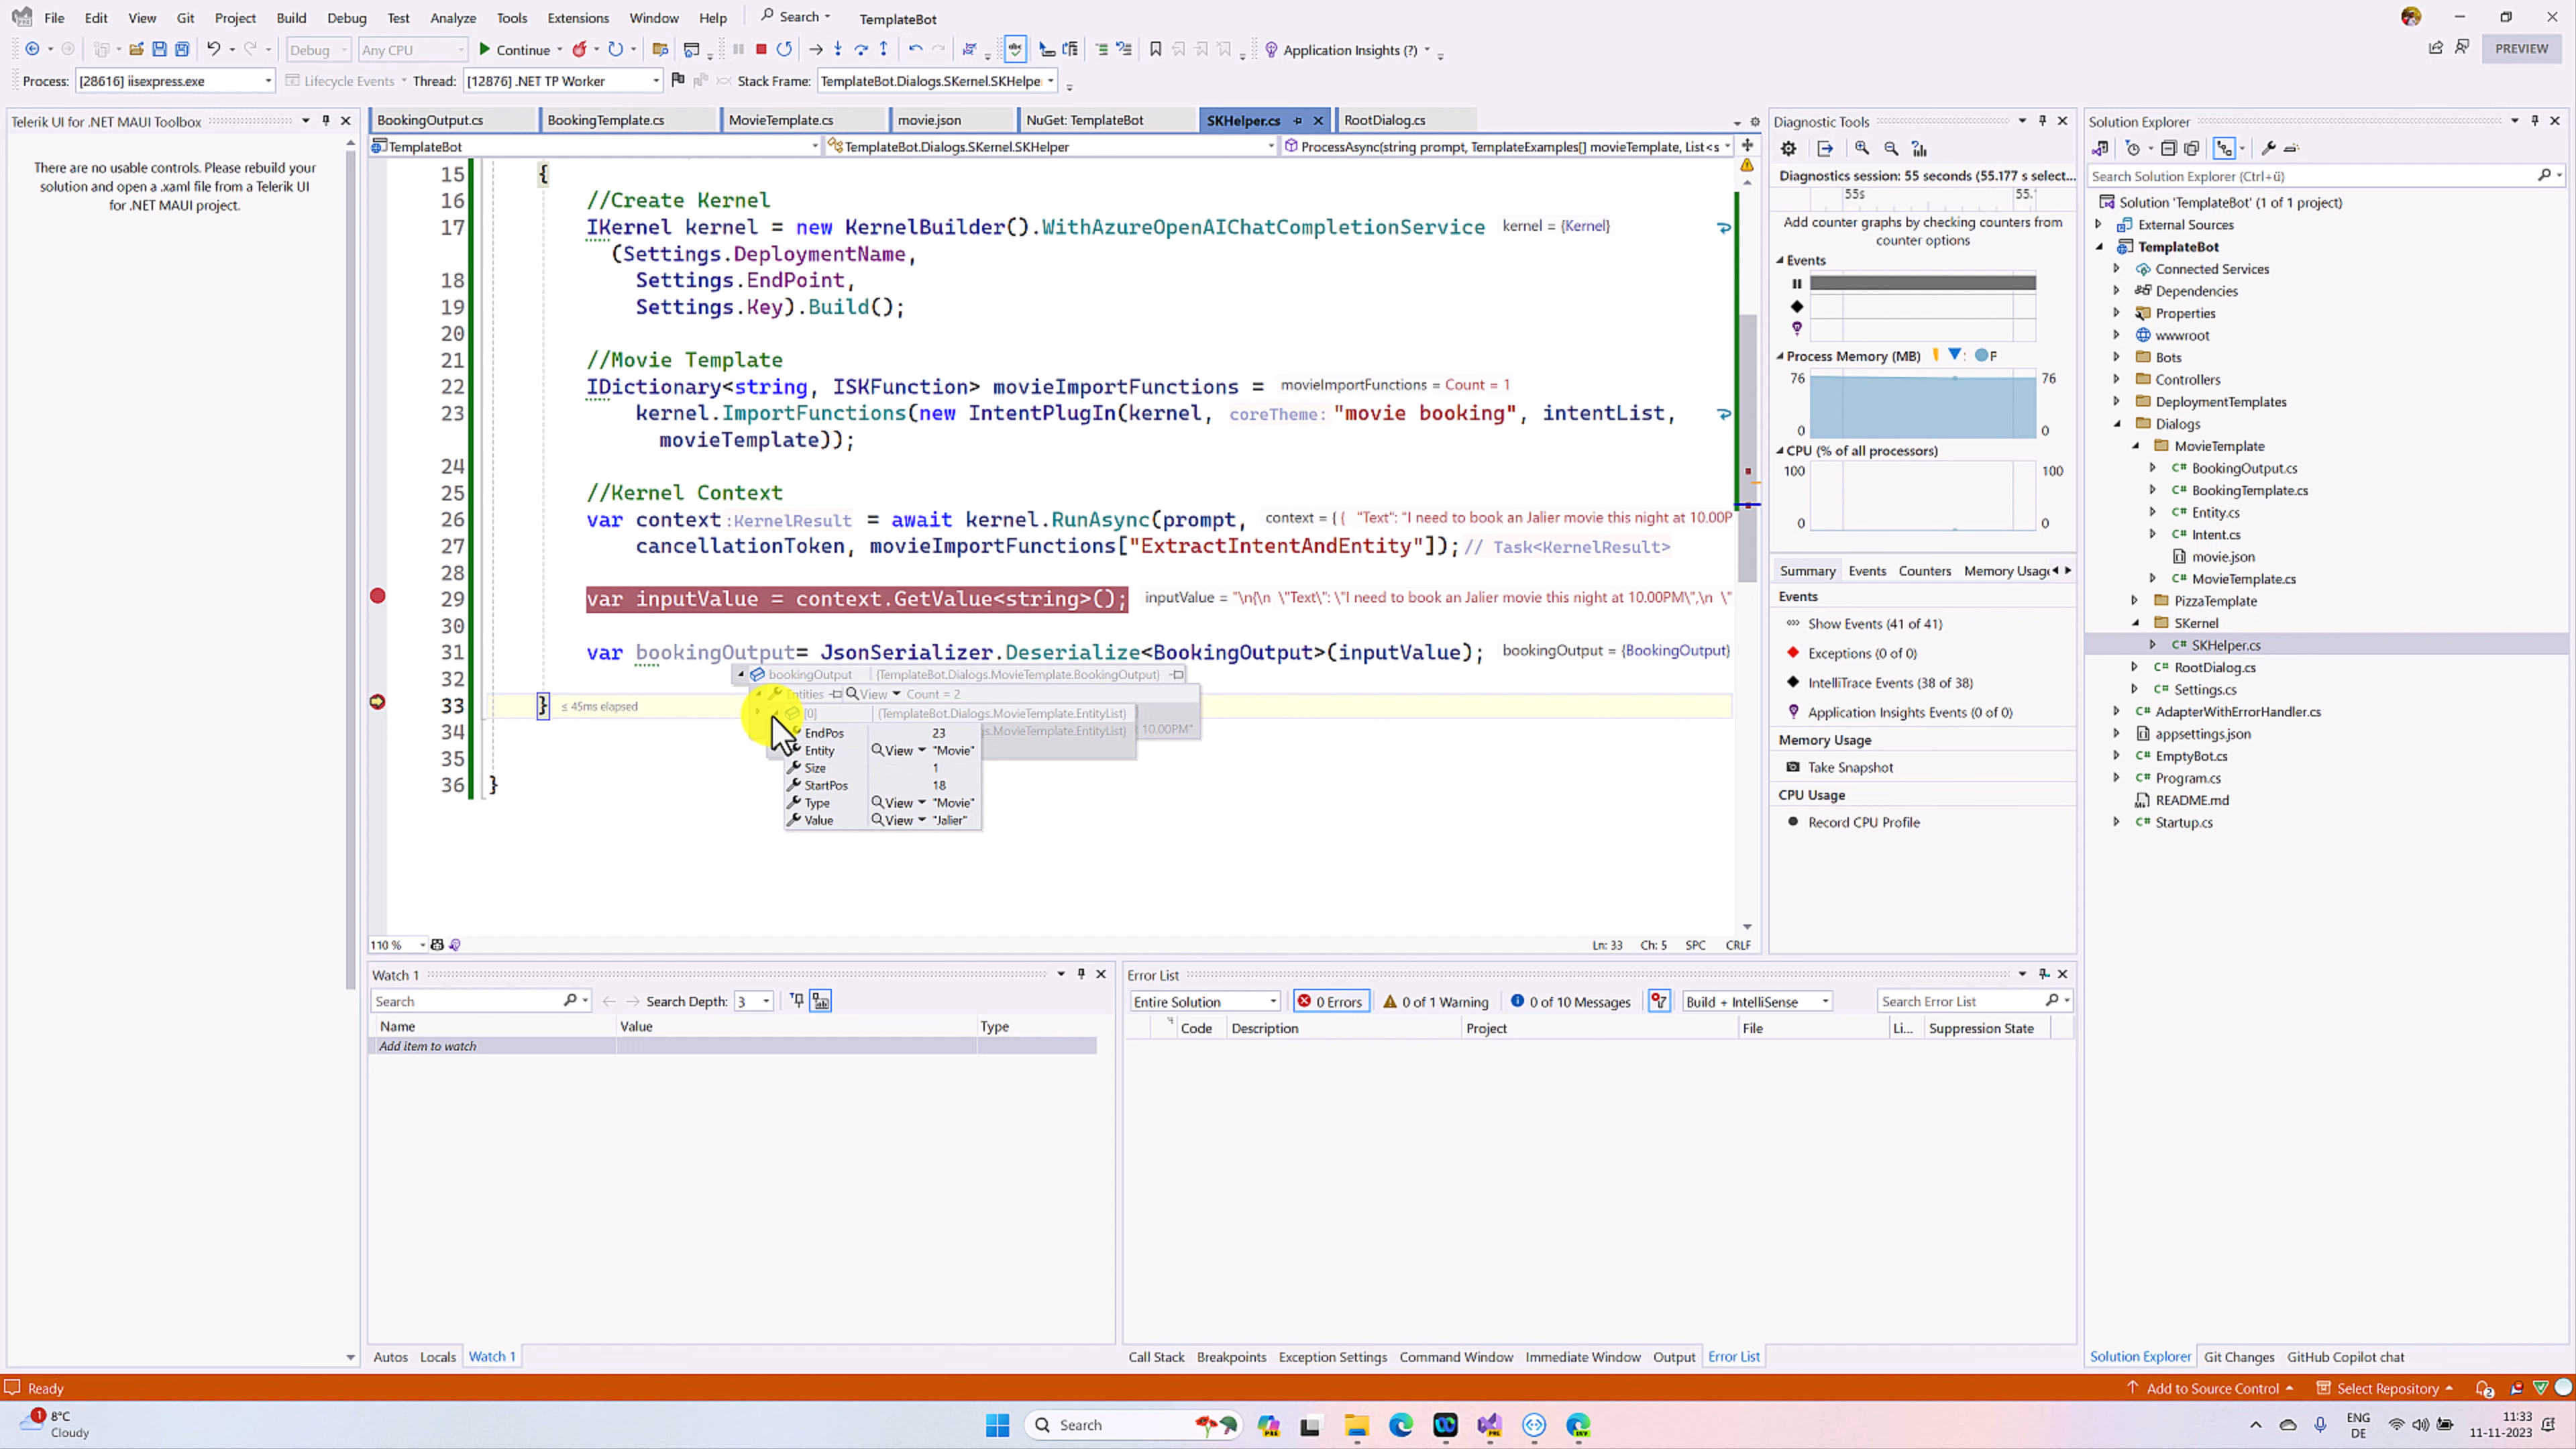 File Edit View Git Project Build Debug Test Analyze Tools Extensions Window Help Search TemplateBot
Debug Any CPU Continue Application Insights (?) PREVIEW
Process: [28616] iisexpress.exe Lifecycle Events Thread: [12876] .NET TP Worker Stack Frame: TemplateBot.Dialogs.SKernel.SKHelper
Telerik UI for .NET MAUI Toolbox
There are no usable controls. Please rebuild your
solution and open a .xaml file from a Telerik UI
for .NET MAUI project.
BookingOutput.cs BookingTemplate.cs MovieTemplate.cs movie.json NuGet: TemplateBot SKHelper.cs RootDialog.cs
TemplateBot TemplateBot.Dialogs.SKernel.SKHelper ProcessAsync(string prompt, TemplateExamples[] movieTemplate, List<s
15 {
16 //Create Kernel
17 IKernel kernel = new KernelBuilder().WithAzureOpenAIChatCompletionService kernel = {Kernel}
(Settings.DeploymentName,
18 Settings.EndPoint,
19 Settings.Key).Build();
20
21 //Movie Template
22 IDictionary<string, ISKFunction> movieImportFunctions = movieImportFunctions = Count = 1
23 kernel.ImportFunctions(new IntentPlugIn(kernel, coreTheme: "movie booking", intentList,
movieTemplate));
24
25 //Kernel Context
26 var context:KernelResult = await kernel.RunAsync(prompt, context = { { "Text": "I need to book an Jalier movie this night at 10.00P
27 cancellationToken, movieImportFunctions["ExtractIntentAndEntity"]);// Task<KernelResult>
28
29 var inputValue = context.GetValue<string>(); inputValue = "\n{\n \"Text\": \"I need to book an Jalier movie this night at 10.00PM\",\n \"
30
31 var bookingOutput= JsonSerializer.Deserialize<BookingOutput>(inputValue); bookingOutput = {BookingOutput}
32 bookingOutput {TemplateBot.Dialogs.MovieTemplate.BookingOutput}
Entities View Count = 2
33 } ≤ 45ms elapsed [0] {TemplateBot.Dialogs.MovieTemplate.EntityList}
34 EndPos 23 ogs.MovieTemplate.EntityList} 10.00PM"
Entity View "Movie"
35 Size 1
36 } StartPos 18
Type View "Movie"
Value View "Jalier"
110 % Ln: 33 Ch: 5 SPC CRLF
Diagnostic Tools
Diagnostics session: 55 seconds (55.177 s select...
55s 55.
Add counter graphs by checking counters from
counter options
Events
Process Memory (MB) F
76 76
0 0
CPU (% of all processors)
100 100
0 0
Summary Events Counters Memory Usage
Events
Show Events (41 of 41)
Exceptions (0 of 0)
IntelliTrace Events (38 of 38)
Application Insights Events (0 of 0)
Memory Usage
Take Snapshot
CPU Usage
Record CPU Profile
Solution Explorer
Search Solution Explorer (Ctrl+ü)
Solution 'TemplateBot' (1 of 1 project)
External Sources
TemplateBot
Connected Services
Dependencies
Properties
wwwroot
Bots
Controllers
DeploymentTemplates
Dialogs
MovieTemplate
C# BookingOutput.cs
C# BookingTemplate.cs
C# Entity.cs
C# Intent.cs
movie.json
C# MovieTemplate.cs
PizzaTemplate
SKernel
C# SKHelper.cs
C# RootDialog.cs
C# Settings.cs
C# AdapterWithErrorHandler.cs
appsettings.json
C# EmptyBot.cs
C# Program.cs
README.md
C# Startup.cs
Watch 1
Search Search Depth: 3
Name Value Type
Add item to watch
Autos Locals Watch 1
Error List
Entire Solution 0 Errors 0 of 1 Warning 0 of 10 Messages Build + IntelliSense Search Error List
Code Description Project File Li... Suppression State
Call Stack Breakpoints Exception Settings Command Window Immediate Window Output Error List
Solution Explorer Git Changes GitHub Copilot chat
Ready Add to Source Control Select Repository 2
1 8°C
Cloudy
Search
ENG
DE
11:33
11-11-2023